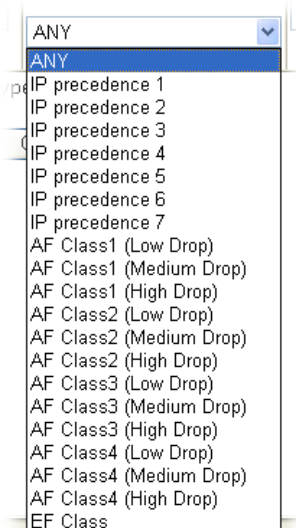 ANY
ANY
IP precedence 1
IP precedence 2
IP precedence 3
IP precedence 4
IP precedence 5
IP precedence 6
IP precedence 7
AF Class1 (Low Drop)
AF Class1 (Medium Drop)
AF Class1 (High Drop)
AF Class2 (Low Drop)
AF Class2 (Medium Drop)
AF Class2 (High Drop)
AF Class3 (Low Drop)
AF Class3 (Medium Drop)
AF Class3 (High Drop)
AF Class4 (Low Drop)
AF Class4 (Medium Drop)
AF Class4 (High Drop)
EF Class